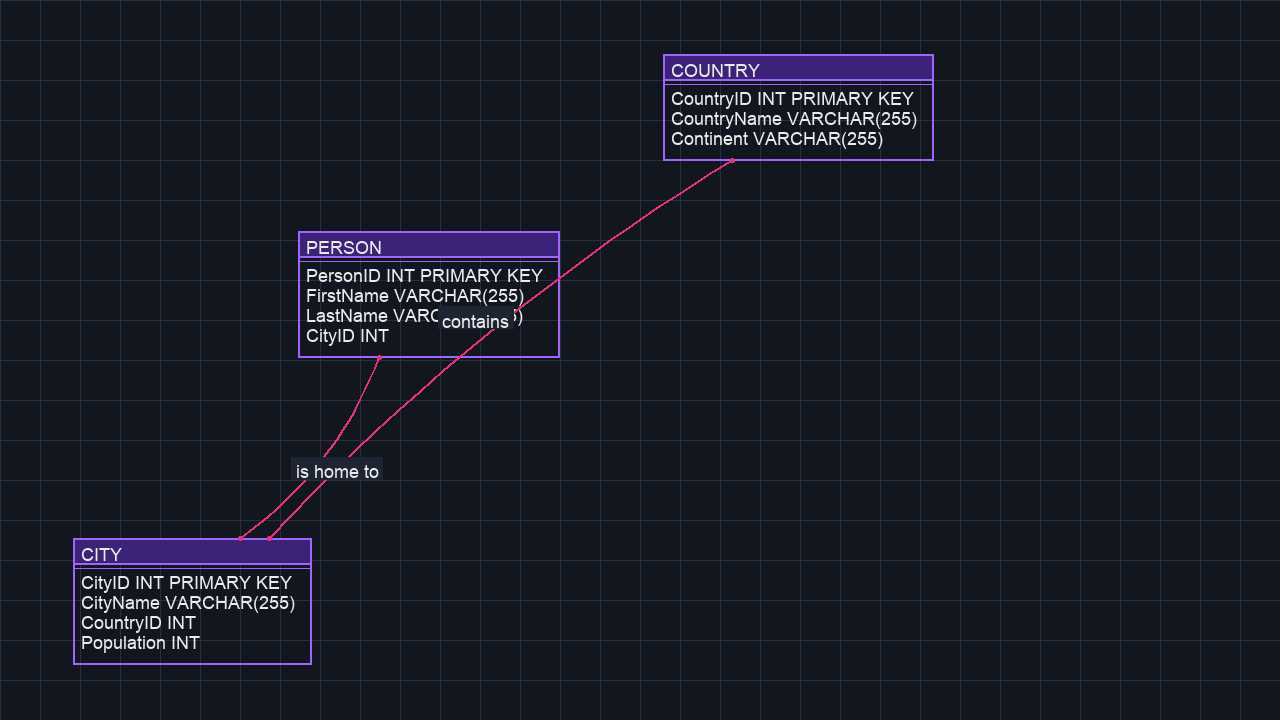 COUNTRY
CountryID INT PRIMARY KEY
CountryName VARCHAR(255)
Continent VARCHAR(255)
PERSON
PersonID INT PRIMARY KEY
FirstName VARCHAR(255)
LastName
CityID INT
contains
is home to
CITY
CityID INT PRIMARY KEY
CityName VARCHAR(255)
CountryID INT
Population INT